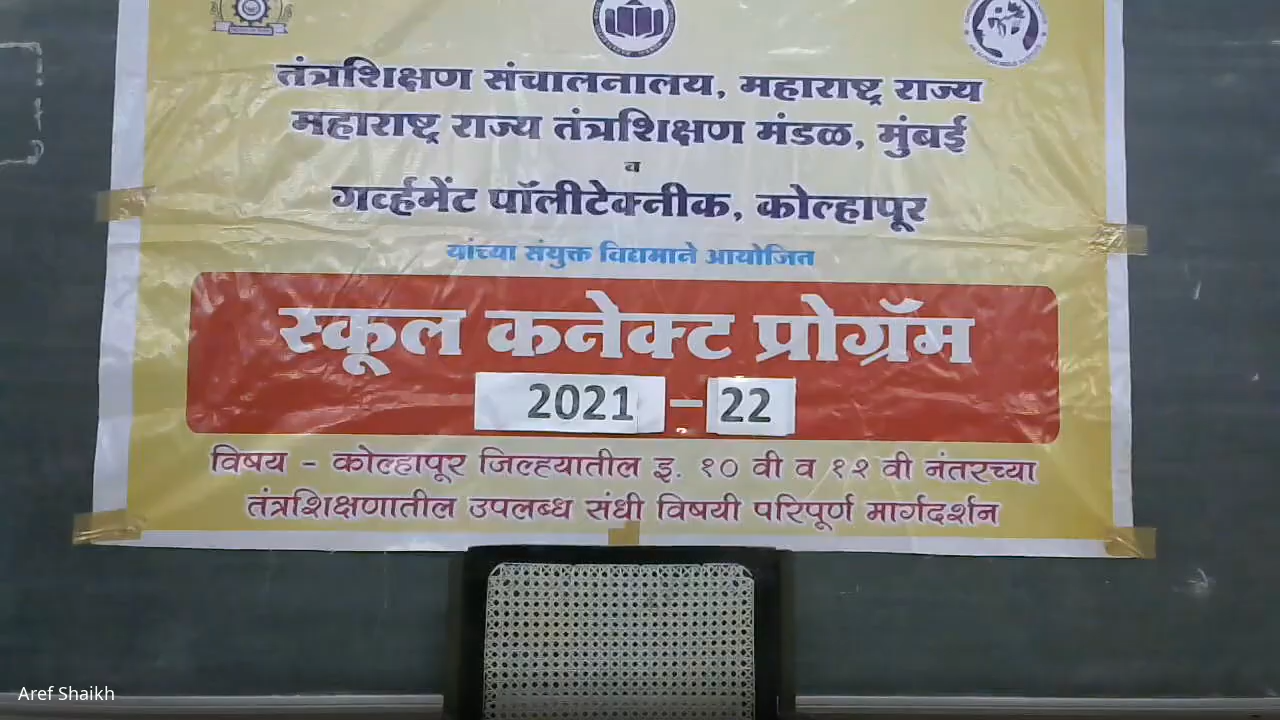 तंत्रशिक्षण संचालनालय, महाराष्ट्र राज्य
महाराष्ट्र राज्य तंत्रशिक्षण मंडळ, मुंबई
व
गर्व्हमेंट पॉलीटेक्नीक, कोल्हापूर
यांच्या संयुक्त विद्यमाने आयोजित
स्कूल कनेक्ट प्रोग्रॅम
2021 – 22
विषय - कोल्हापूर जिल्हयातील इ. १० वी व १२ वी नंतरच्या
तंत्रशिक्षणातील उपलब्ध संधी विषयी परिपूर्ण मार्गदर्शन
Aref Shaikh